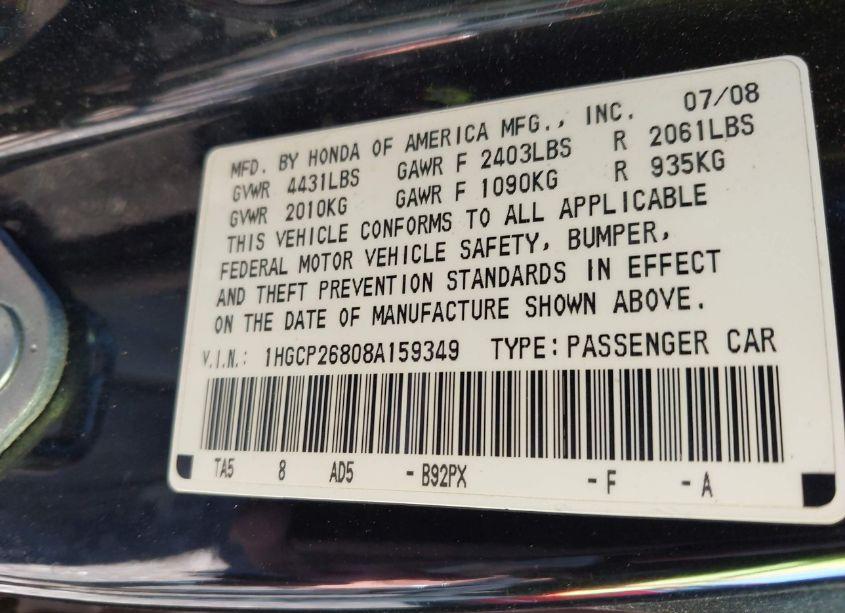 MFD. BY HONDA OF AMERICA MFG., INC. 07/08
GVWR 4431LBS GAWR F 2403LBS R 2061LBS
GVWR 2010KG GAWR F 1090KG R 935KG
THIS VEHICLE CONFORMS TO ALL APPLICABLE
FEDERAL MOTOR VEHICLE SAFETY, BUMPER,
AND THEFT PREVENTION STANDARDS IN EFFECT
ON THE DATE OF MANUFACTURE SHOWN ABOVE.
V.I.N.: 1HGCP26808A159349 TYPE: PASSENGER CAR
TA5 8 AD5 - B92PX - F - A